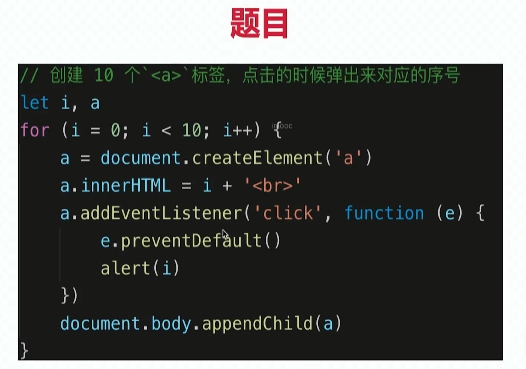 题目
// 创建 10 个`<a>`标签，点击的时候弹出来对应的序号
let i, a
for (i = 0; i < 10; i++) {
    a = document.createElement('a')
    a.innerHTML = i + '<br>'
    a.addEventListener('click', function (e) {
        e.preventDefault()
        alert(i)
    })
    document.body.appendChild(a)
}